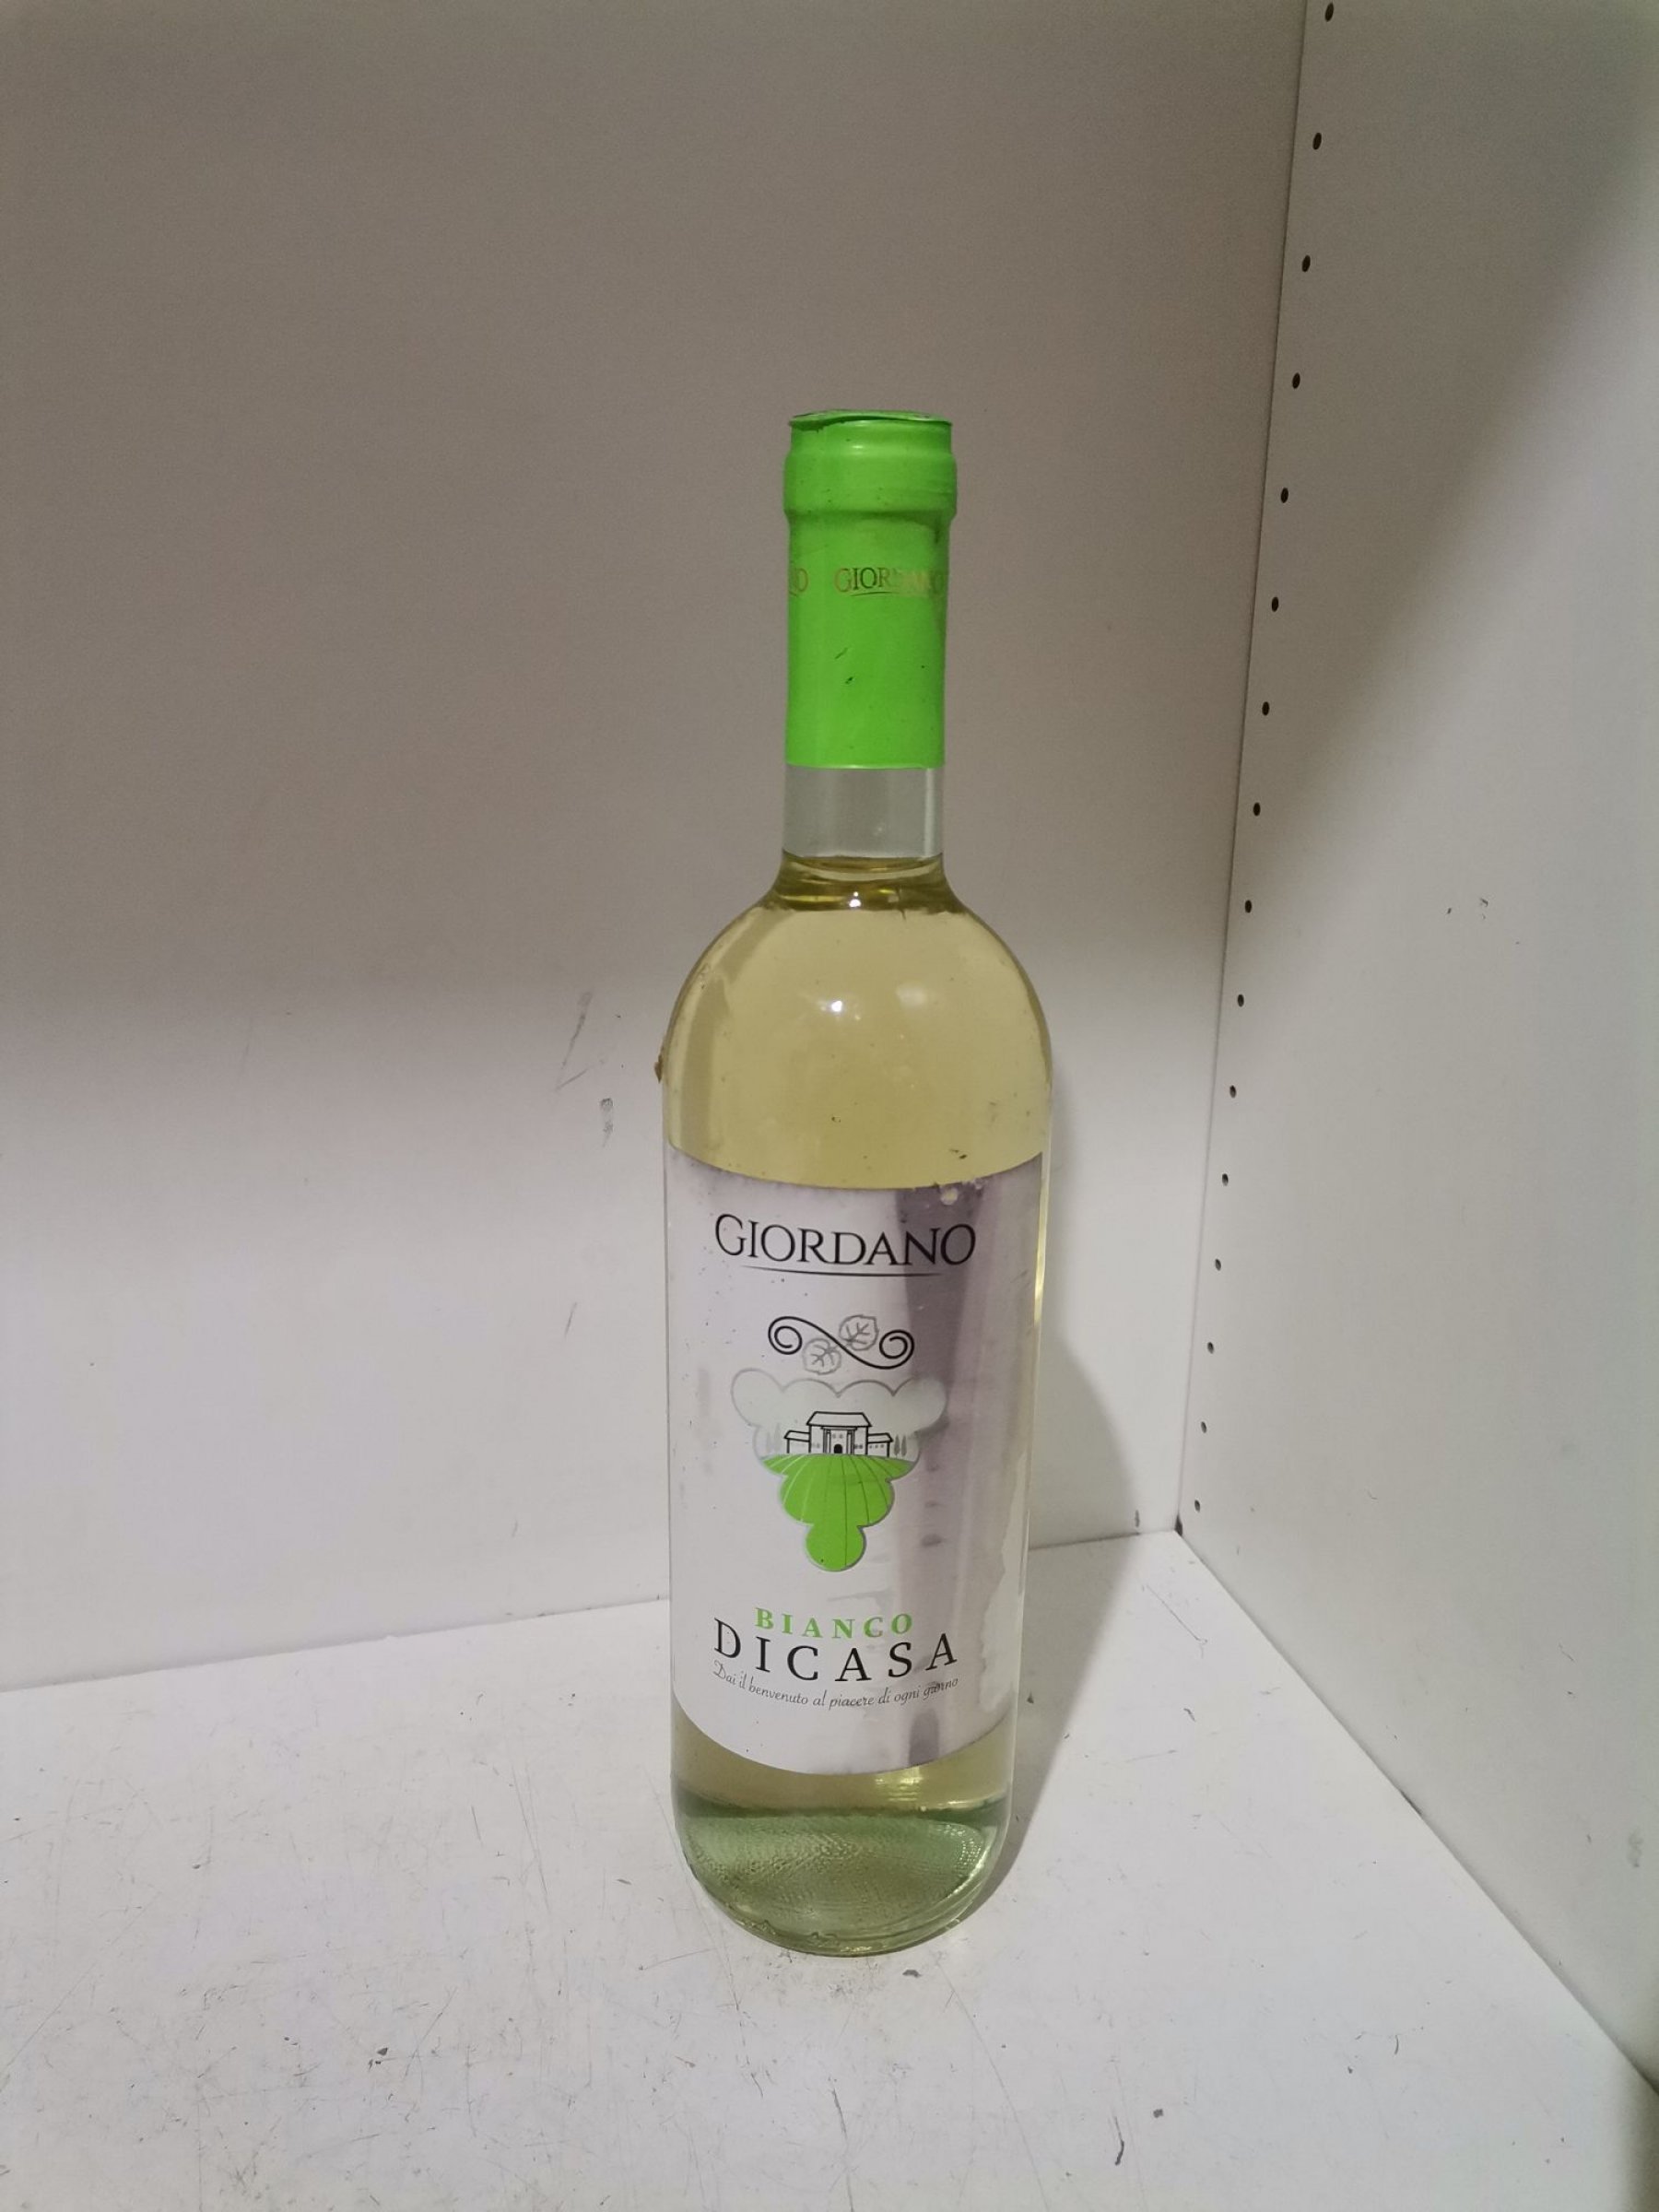 GIORDANO
GIORDANO
BIANCO
DICASA
Dai il benvenuto al piacere di ogni giorno